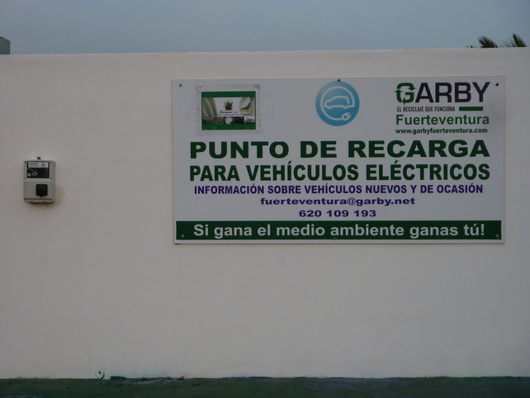 GARBY
EL RECICLAJE QUE FUNCIONA
Fuerteventura
www.garbyfuerteventura.com
PUNTO DE RECARGA
PARA VEHÍCULOS ELÉCTRICOS
INFORMACIÓN SOBRE VEHÍCULOS NUEVOS Y DE OCASIÓN
fuerteventura@garby.net
620 109 193
Si gana el medio ambiente ganas tú!